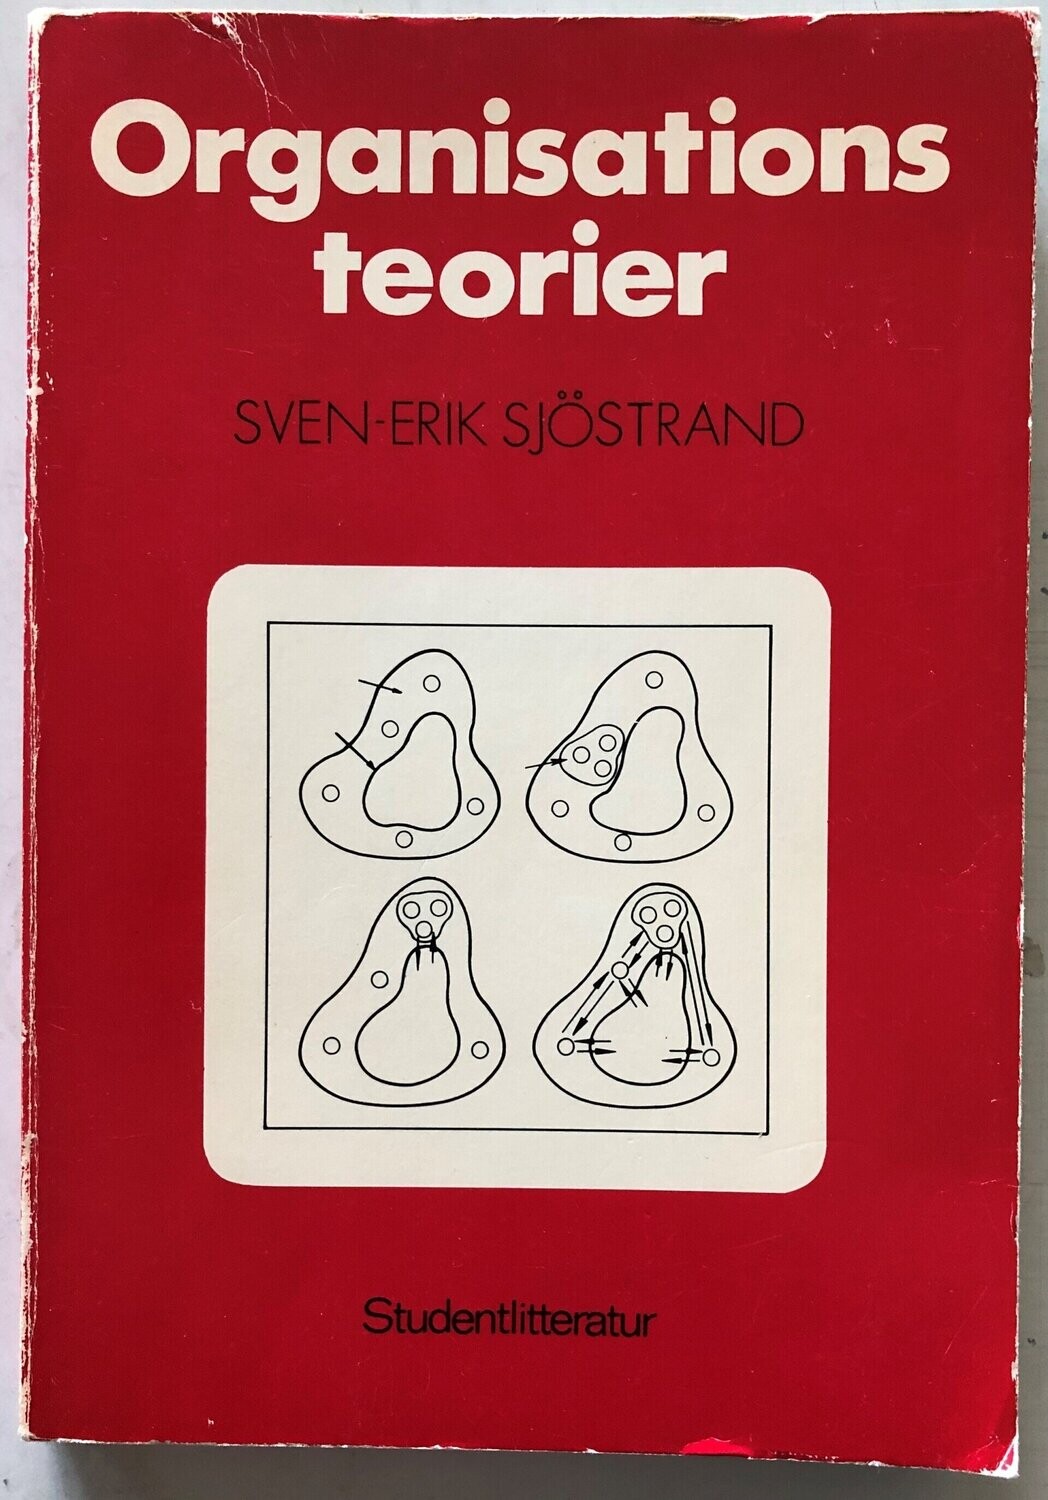 Organisations
teorier
SVEN-ERIK SJÖSTRAND
Studentlitteratur